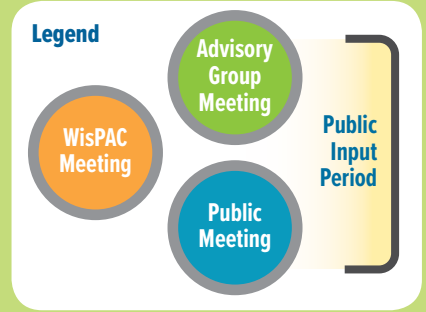 Legend
Advisory
Group
Meeting
WisPAC
Meeting
Public
Input
Period
Public
Meeting